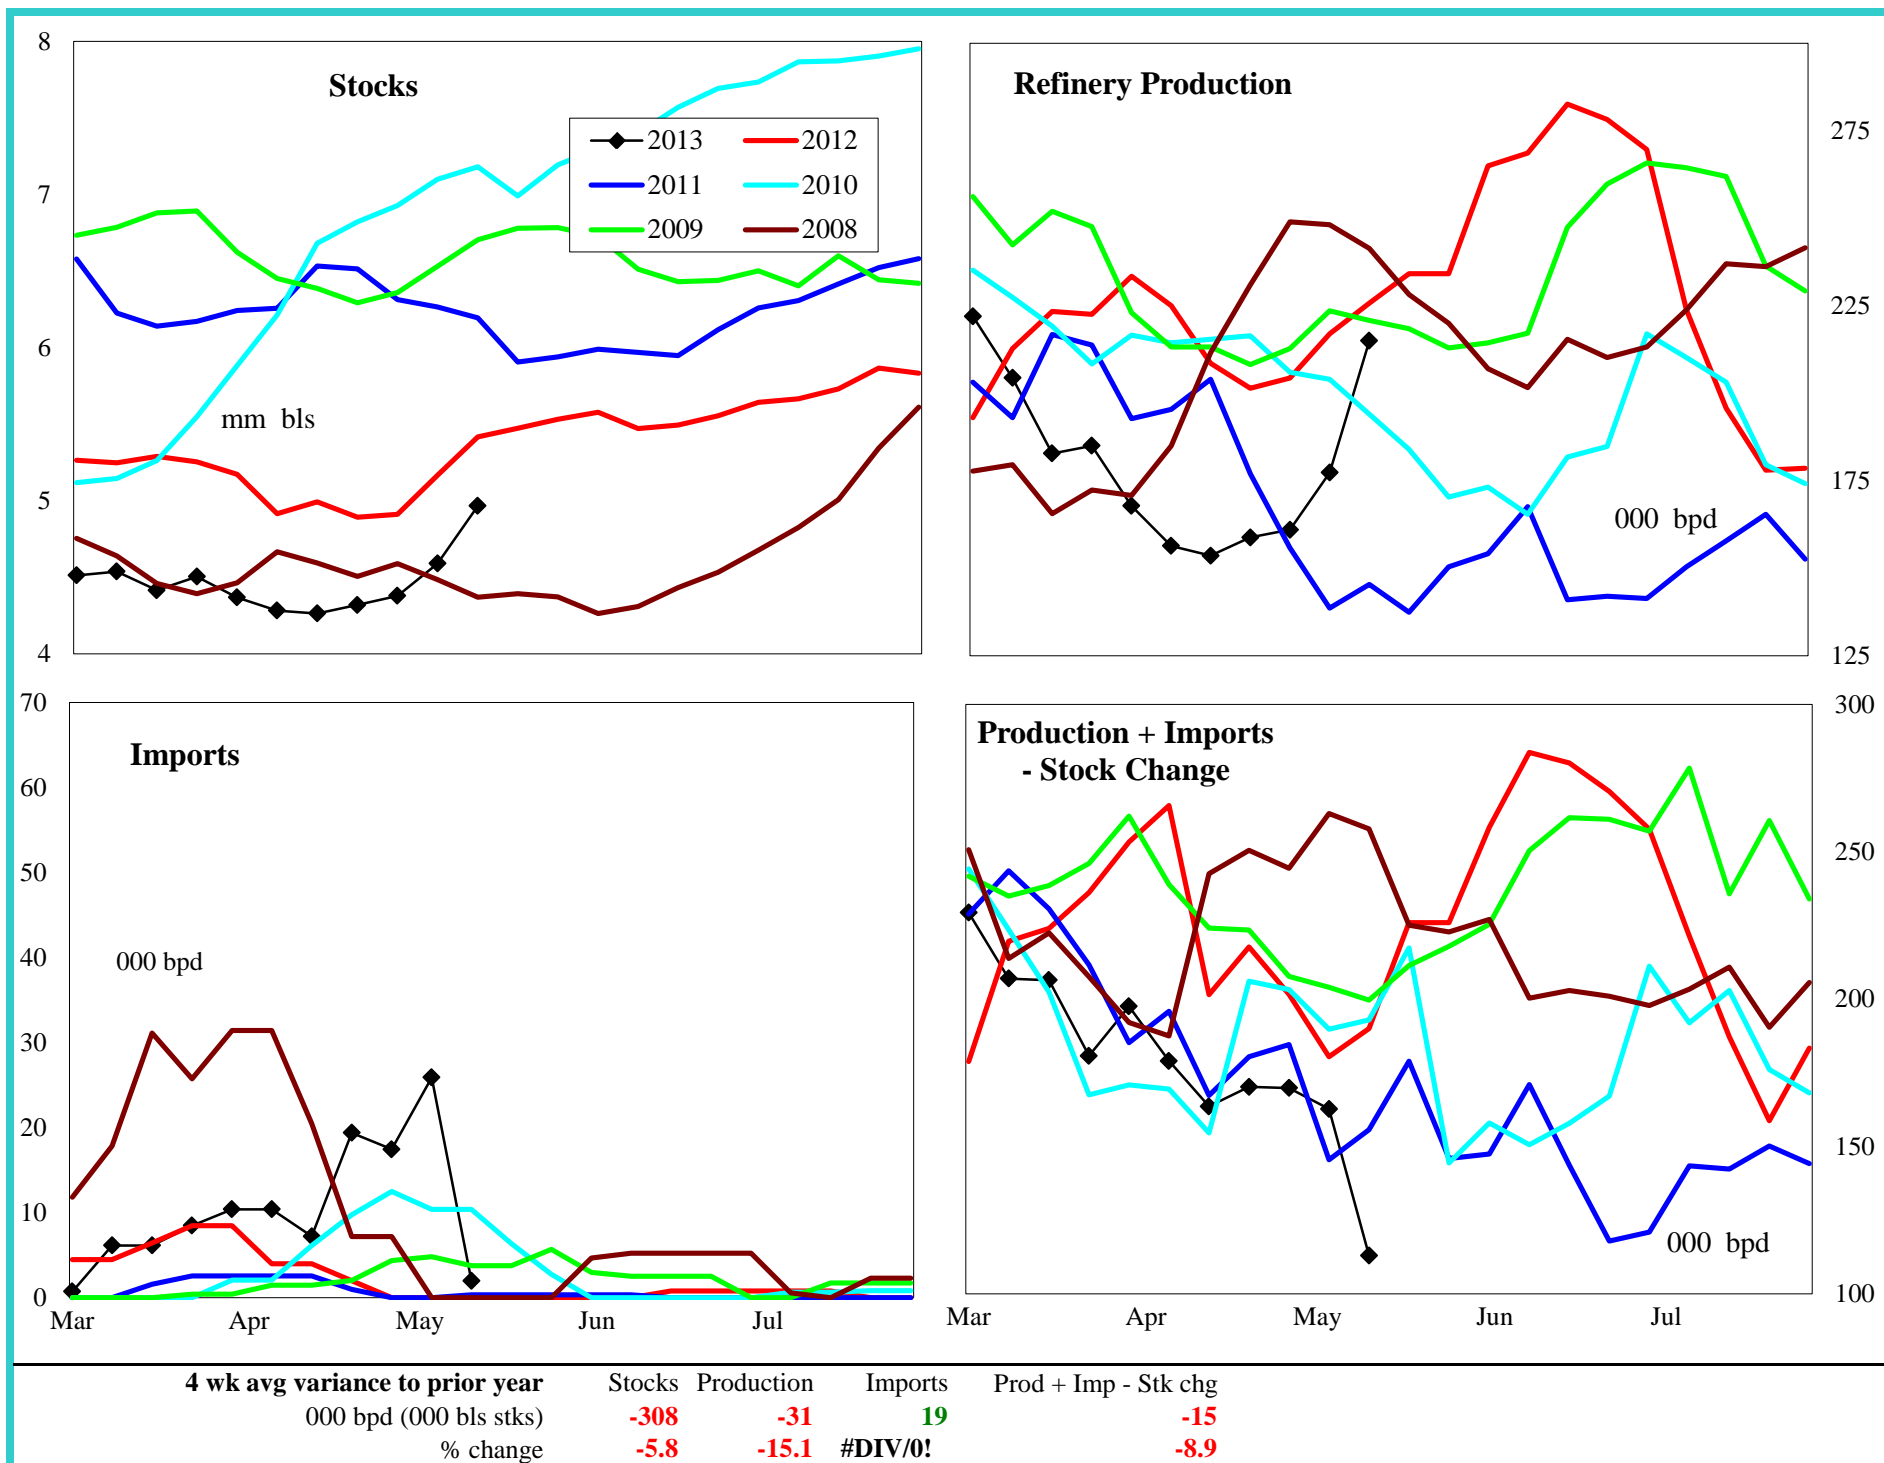 Stocks
8
7
6
5
4
mm bls
2013 2012
2011 2010
2009 2008
Refinery Production
275
225
175
125
000 bpd
Imports
70
60
50
40
30
20
10
0
000 bpd
Mar Apr May Jun Jul
Production + Imports
- Stock Change
300
250
200
150
100
000 bpd
Mar Apr May Jun Jul
4 wk avg variance to prior year Stocks Production Imports Prod + Imp - Stk chg
000 bpd (000 bls stks) -308 -31 19 -15
% change -5.8 -15.1 #DIV/0! -8.9